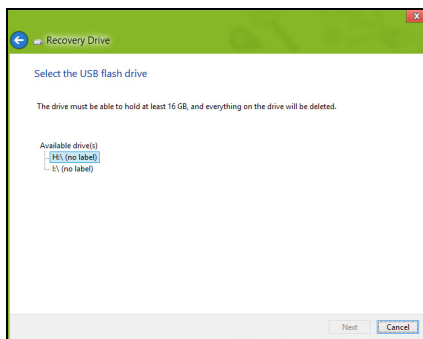 x
Recovery Drive
Select the USB flash drive
The drive must be able to hold at least 16 GB, and everything on the drive will be deleted.
Available drive(s)
H:\ (no label)
I:\ (no label)
Next Cancel